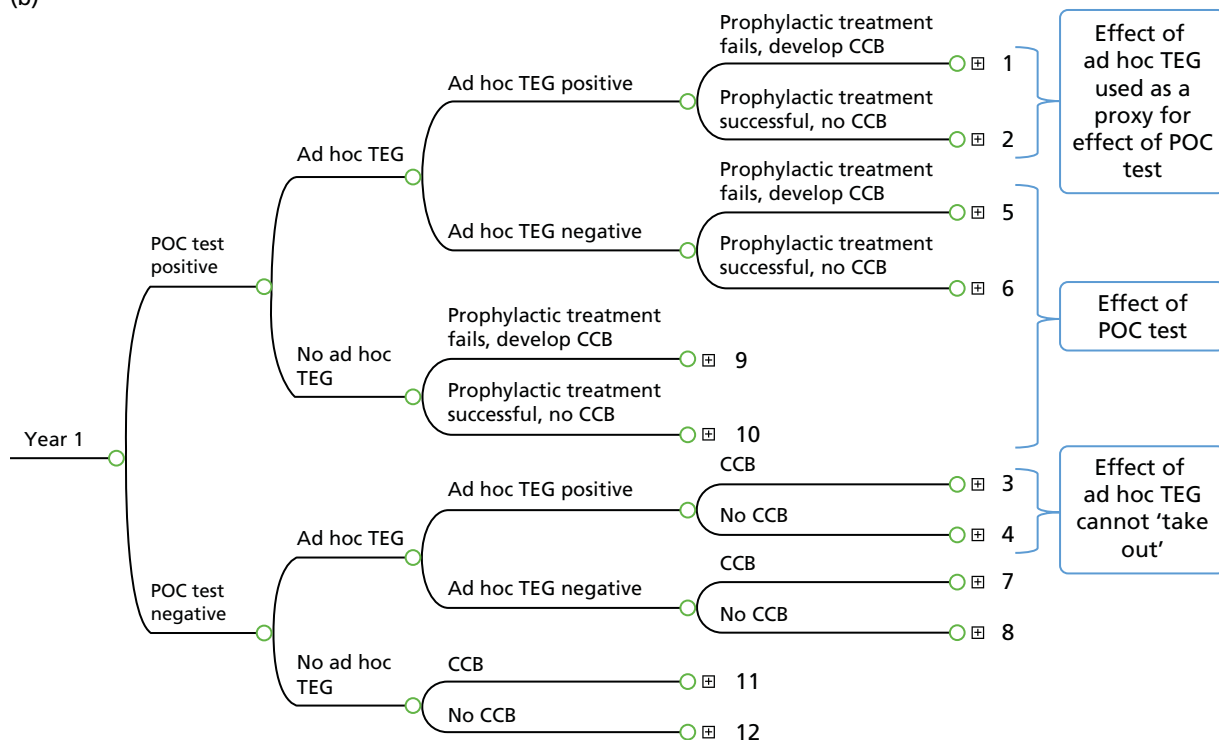 (b)
Prophylactic treatment
fails, develop CCB
1
Ad hoc TEG positive
Prophylactic treatment
successful, no CCB
2
Effect of
ad hoc TEG
used as a
proxy for
effect of POC
test
Ad hoc TEG
Prophylactic treatment
fails, develop CCB
5
Ad hoc TEG negative
Prophylactic treatment
successful, no CCB
6
POC test
positive
Effect of
POC test
No ad hoc
TEG
Prophylactic treatment
fails, develop CCB
9
Prophylactic treatment
successful, no CCB
10
Year 1
CCB
3
Ad hoc TEG positive
No CCB
4
Effect of
ad hoc TEG
cannot ‘take
out’
Ad hoc TEG
CCB
7
Ad hoc TEG negative
No CCB
8
POC test
negative
No ad hoc
TEG
CCB
11
No CCB
12